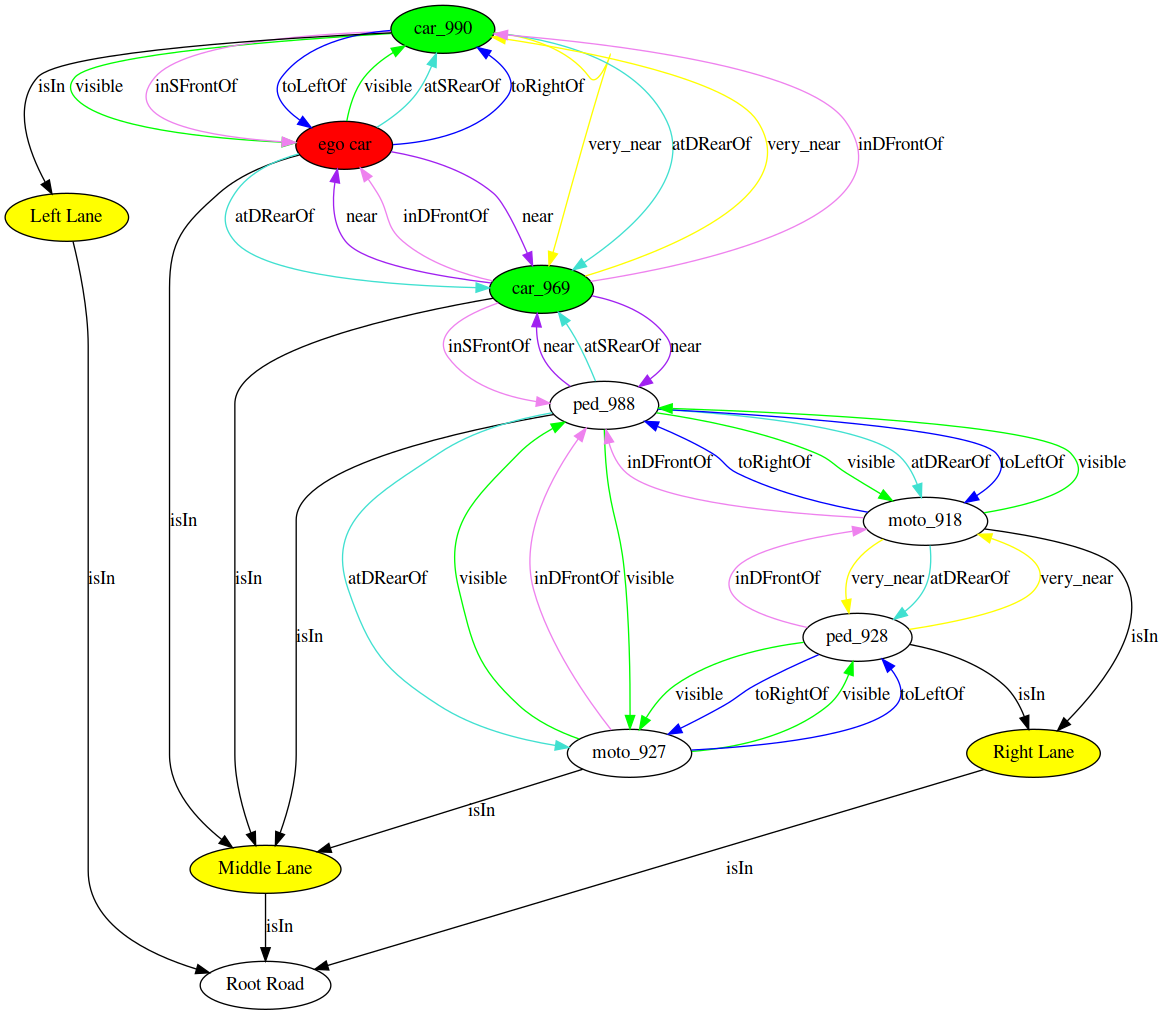 car_990
isIn visible inSFrontOf toLeftOf visible atSRearOf toRightOf
ego car very_near atDRearOf very_near inDFrontOf
Left Lane atDRearOf near inDFrontOf near
car_969
inSFrontOf near atSRearOf near
ped_988
inDFrontOf toRightOf visible atDRearOf toLeftOf visible
isIn moto_918
isIn isIn atDRearOf visible inDFrontOf visible inDFrontOf very_near atDRearOf very_near
isIn ped_928 isIn
visible toRightOf visible toLeftOf isIn
moto_927 Right Lane
isIn
Middle Lane isIn
isIn
Root Road